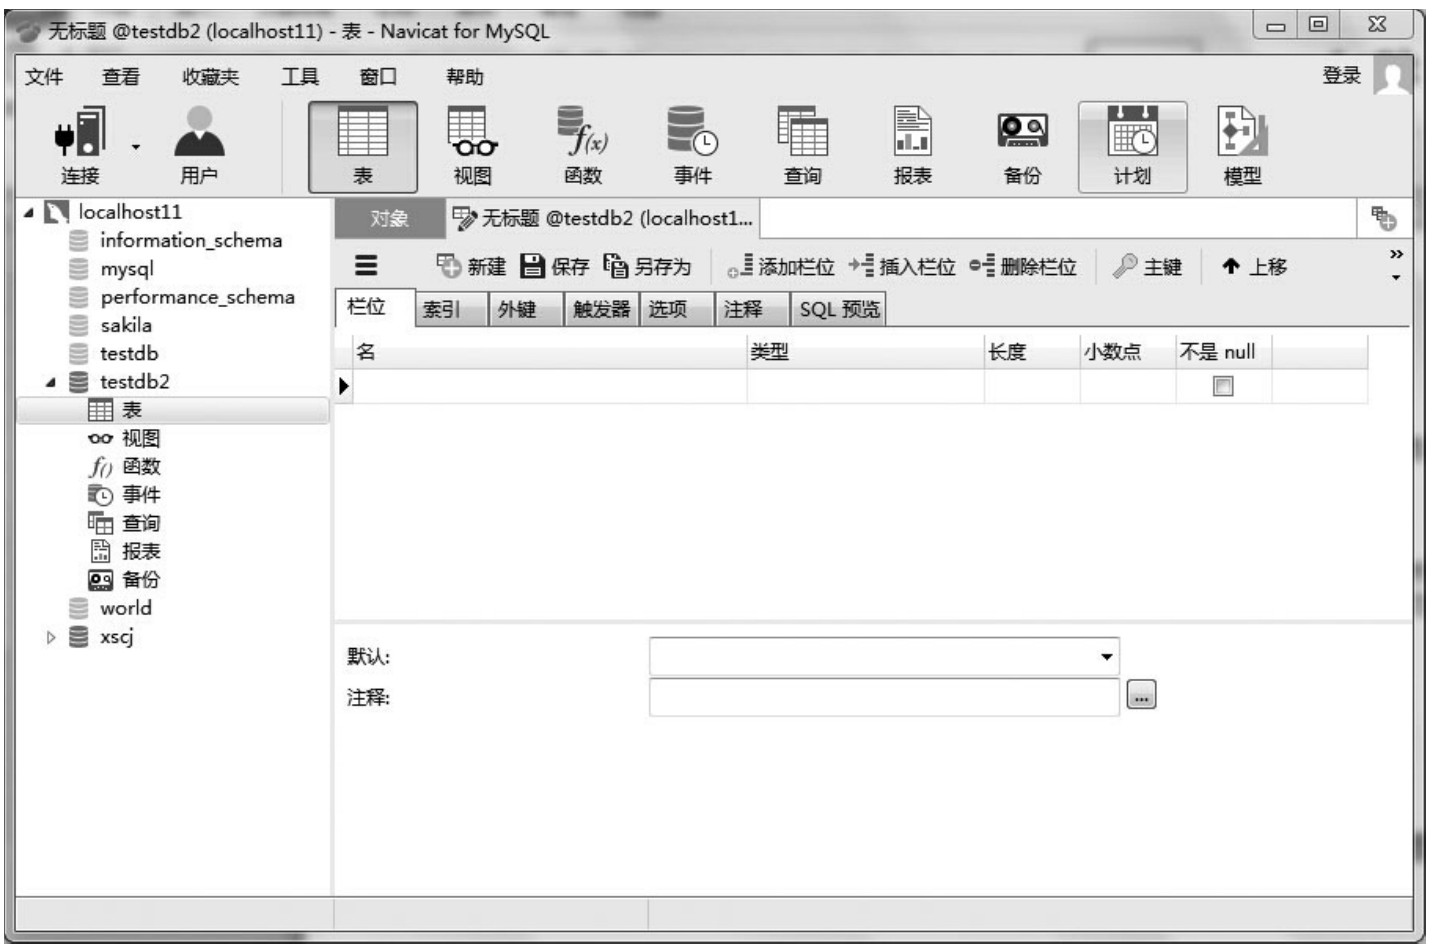 无标题 @testdb2 (localhost11) - 表 - Navicat for MySQL
文件 查看 收藏夹 工具 窗口 帮助 登录
连接 用户 表 视图 函数 事件 查询 报表 备份 计划 模型
localhost11
information_schema
mysql
performance_schema
sakila
testdb
testdb2
表
视图
函数
事件
查询
报表
备份
world
xscj
对象 无标题 @testdb2 (localhost1...
新建 保存 另存为 添加栏位 插入栏位 删除栏位 主键 上移
栏位 索引 外键 触发器 选项 注释 SQL 预览
名 类型 长度 小数点 不是 null
默认:
注释: